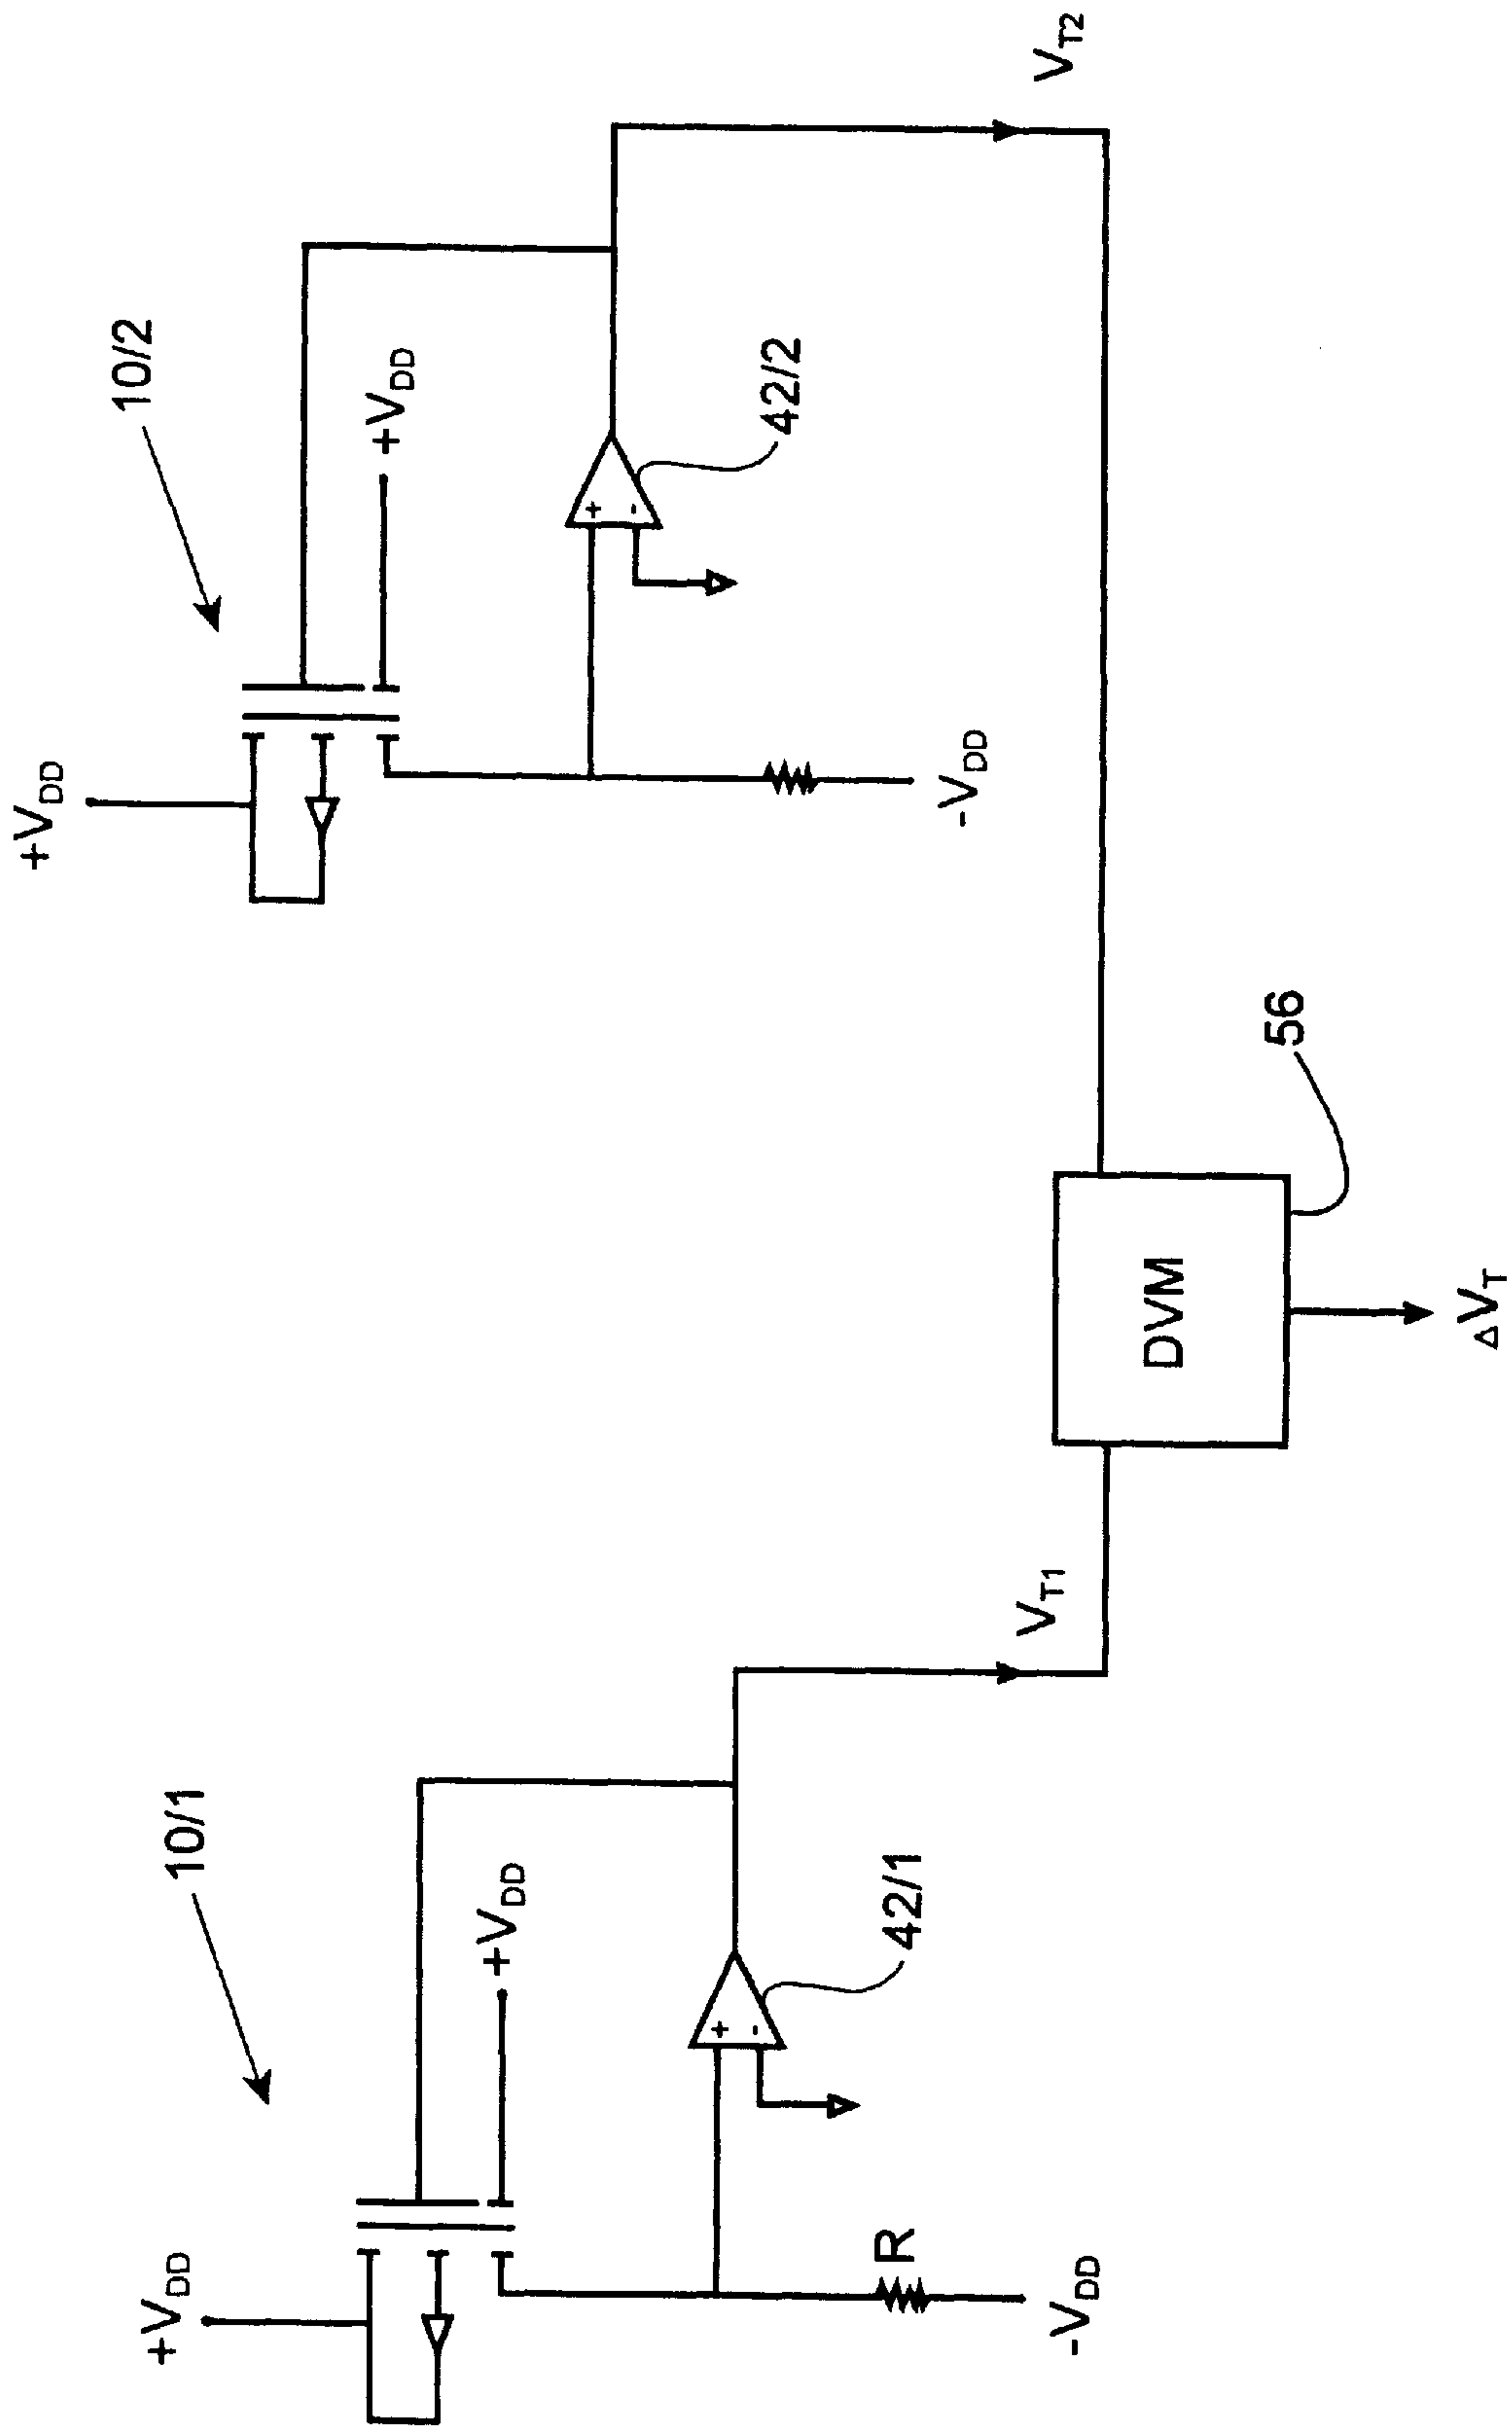 10/1
+V_DD
+V_DD
+
-
42/1
R
-V_DD
V_T1
DVM
56
ΔV_T
10/2
+V_DD
+V_DD
+
-
42/2
-V_DD
V_T2